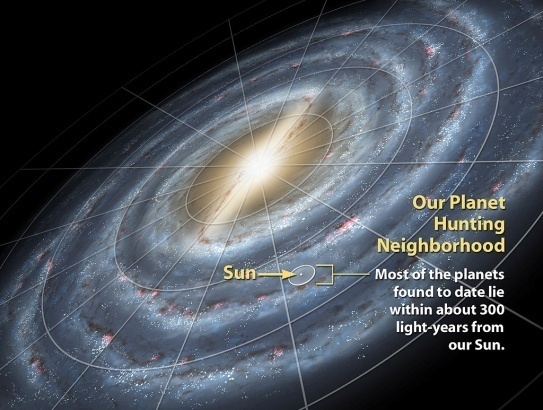 Our Planet
Hunting
Neighborhood
Sun
Most of the planets
found to date lie
within about 300
light-years from
our Sun.